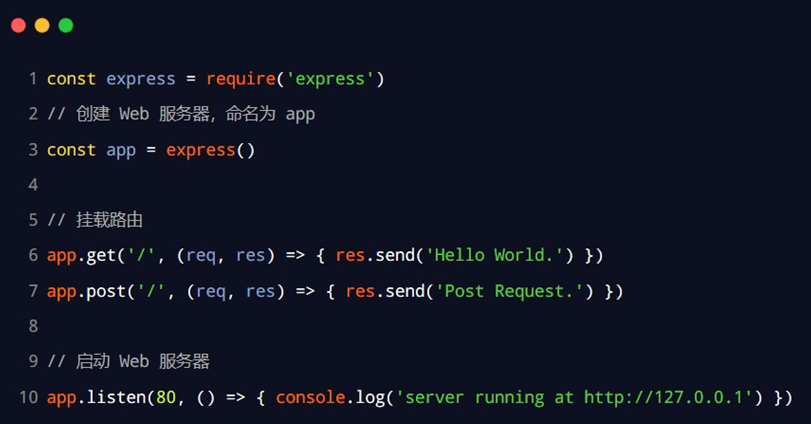 1 const express = require('express')
2 // 创建 Web 服务器，命名为 app
3 const app = express()
4
5 // 挂载路由
6 app.get('/', (req, res) => { res.send('Hello World.') })
7 app.post('/', (req, res) => { res.send('Post Request.') })
8
9 // 启动 Web 服务器
10 app.listen(80, () => { console.log('server running at http://127.0.0.1') })